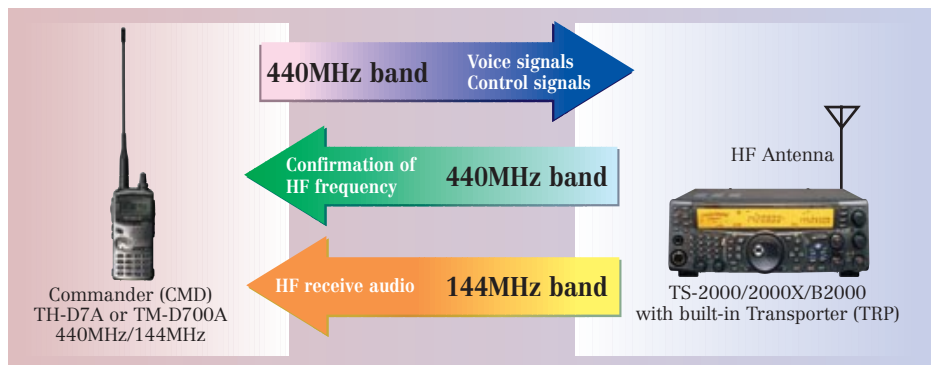 440MHz band
Voice signals
Control signals
Confirmation of
HF frequency
440MHz band
HF Antenna
HF receive audio
144MHz band
Commander (CMD)
TH-D7A or TM-D700A
440MHz/144MHz
TS-2000/2000X/B2000
with built-in Transporter (TRP)